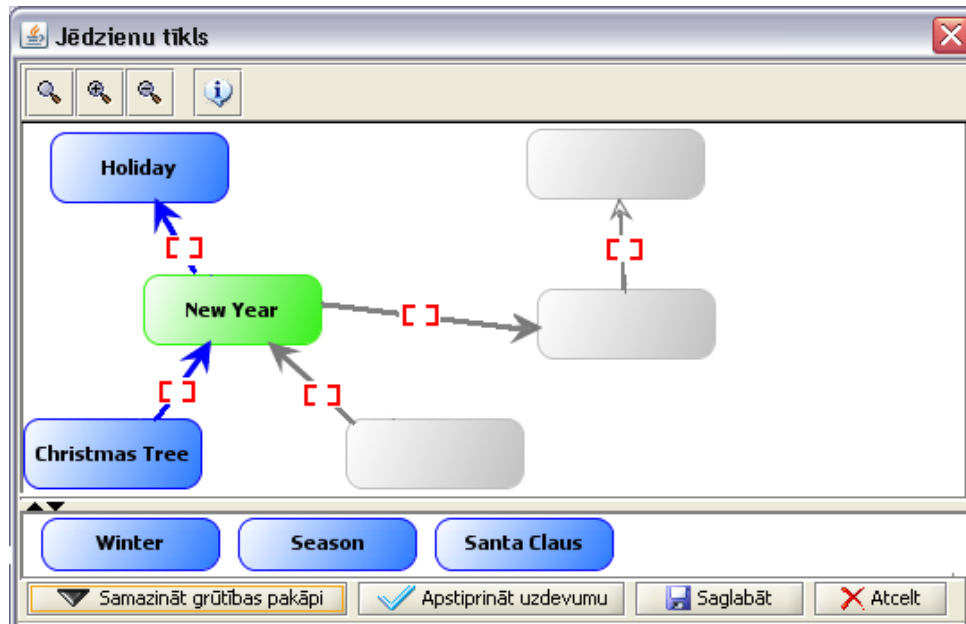 Jēdzienu tīkls
Holiday
New Year
Christmas Tree
Winter Season Santa Claus
Samazināt grūtības pakāpi Apstiprināt uzdevumu Saglabāt Atcelt